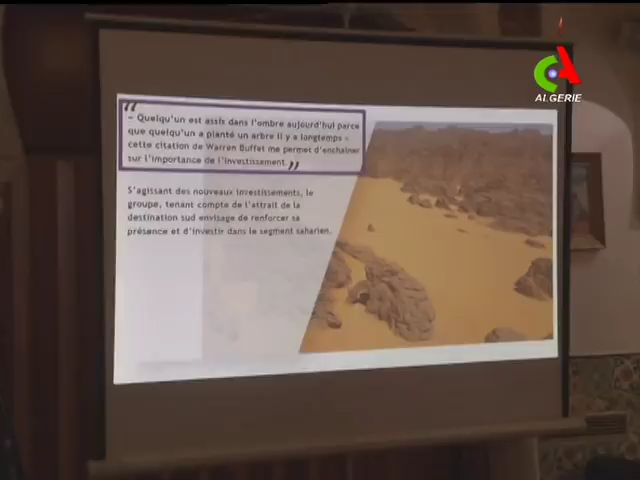 ALGERIE
" – Quelqu'un est assis dans l'ombre aujourd'hui parce
que quelqu'un a planté un arbre il y a longtemps –
cette citation de Warren Buffet me permet d'enchaîner
sur l'importance de l'investissement. "
S'agissant des nouveaux investissements, le
groupe, tenant compte de l'attrait de la
destination sud envisage de renforcer sa
présence et d'investir dans le segment saharien.